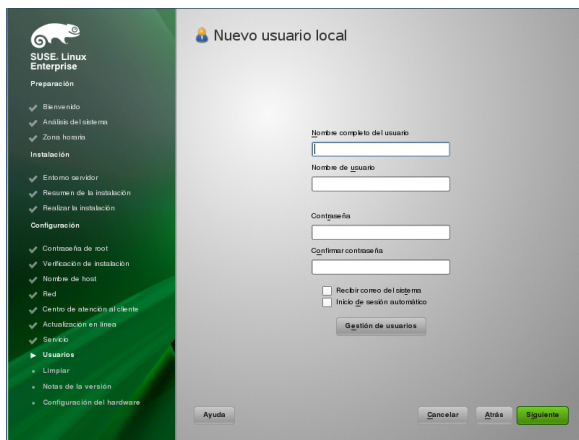 SUSE. Linux
Enterprise
Preparación
Bienvenido
Análisis del sistema
Zona horaria
Instalación
Entorno servidor
Resumen de la instalación
Realizar la instalación
Configuración
Contraseña de root
Verificación de instalación
Nombre de host
Red
Centro de atención al cliente
Actualización en línea
Servicio
Usuarios
Limpiar
Notas de la versión
Configuración del hardware
Nuevo usuario local
Nombre completo del usuario
Nombre de usuario
Contraseña
Confirmar contraseña
Recibir correo del sistema
Inicio de sesión automático
Gestión de usuarios
Ayuda
Cancelar
Atrás
Siguiente